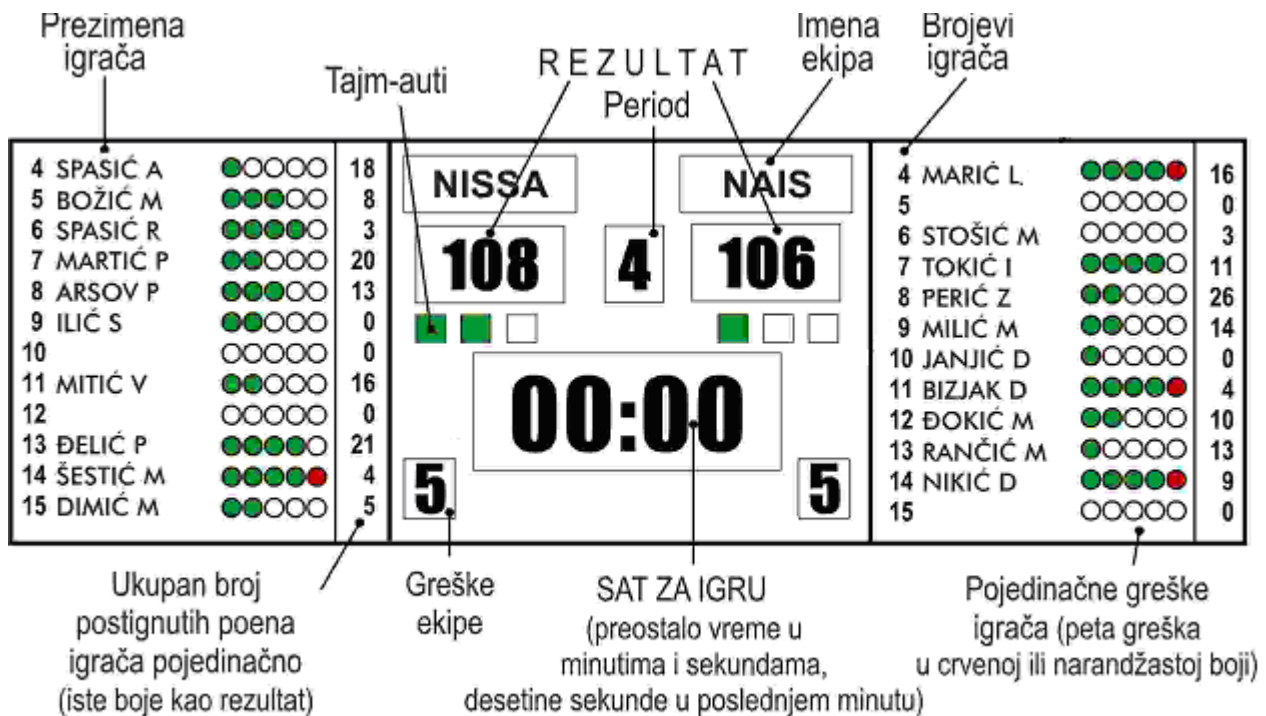 Prezimena
igrača
Tajm-auti
REZULTAT
Period
Imena
ekipa
Brojevi
igrača
4 SPASIĆ A 18
5 BOŽIĆ M 8
6 SPASIĆ R 3
7 MARTIĆ P 20
8 ARSOV P 13
9 ILIĆ S 0
10 0
11 MITIĆ V 16
12 0
13 ĐELIĆ P 21
14 ŠESTIĆ M 4
15 DIMIĆ M 5
NISSA
NAIS
108
4
106
00:00
5
5
4 MARIĆ L. 16
5 0
6 STOŠIĆ M 3
7 TOKIĆ I 11
8 PERIĆ Z 26
9 MILIĆ M 14
10 JANJIĆ D 0
11 BIZJAK D 4
12 ĐOKIĆ M 10
13 RANČIĆ M 13
14 NIKIĆ D 9
15 0
Ukupan broj
postignutih poena
igrača pojedinačno
(iste boje kao rezultat)
Greške
ekipe
SAT ZA IGRU
(preostalo vreme u
minutima i sekundama,
desetine sekunde u poslednjem minutu)
Pojedinačne greške
igrača (peta greška
u crvenoj ili narandžastoj boji)